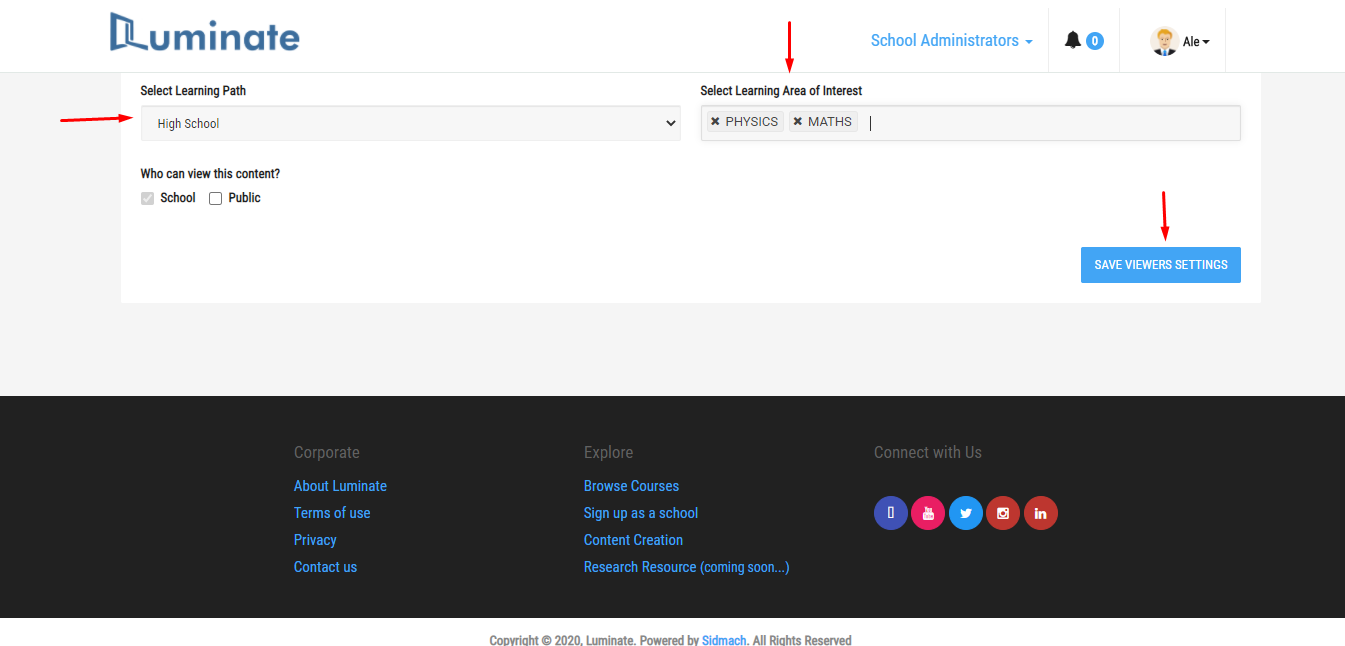 Luminate
School Administrators
0
Ale
Select Learning Path
Select Learning Area of Interest
High School
✖ PHYSICS ✖ MATHS
Who can view this content?
School
Public
SAVE VIEWERS SETTINGS
Corporate
About Luminate
Terms of use
Privacy
Contact us
Explore
Browse Courses
Sign up as a school
Content Creation
Research Resource (coming soon...)
Connect with Us
Copyright © 2020, Luminate. Powered by Sidmach. All Rights Reserved